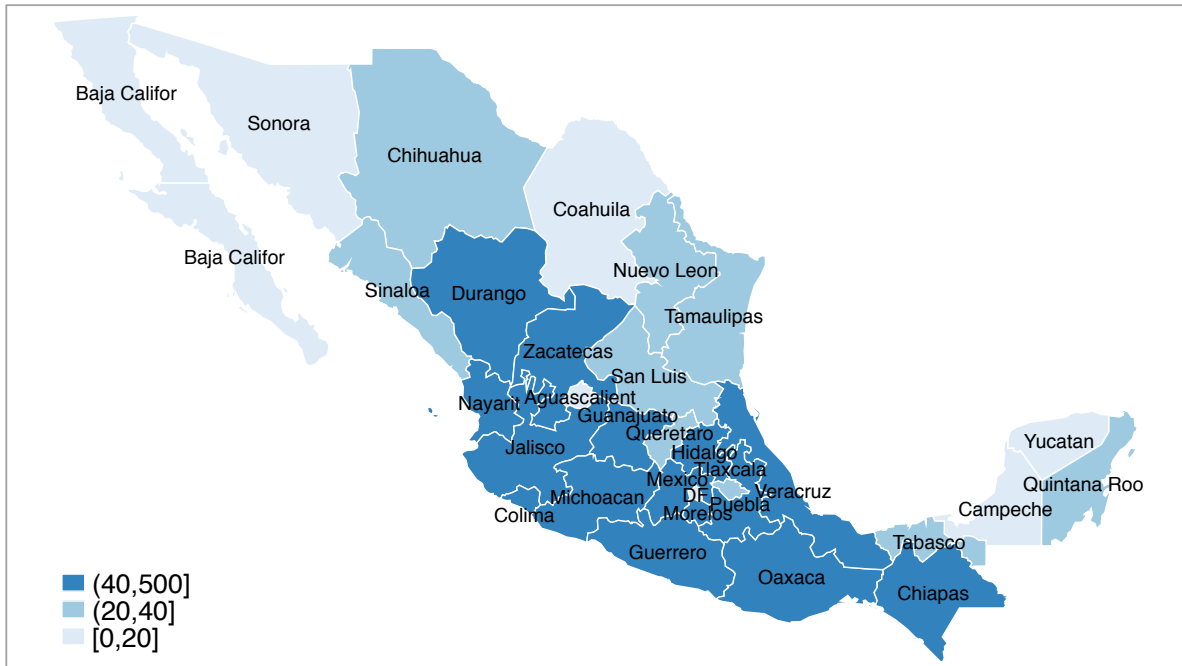 Baja Califor
Sonora
Chihuahua
Coahuila
Baja Califor
Nuevo Leon
Sinaloa
Durango
Tamaulipas
Zacatecas
San Luis
Aguascalient
Nayarit
Guanajuato
Queretaro
Yucatan
Jalisco
Hidalgo
Tlaxcala
Mexico
Quintana Roo
Michoacan
DF
Veracruz
Puebla
Campeche
Colima
Morelos
Tabasco
Guerrero
Oaxaca
Chiapas
(40,500]
(20,40]
[0,20]